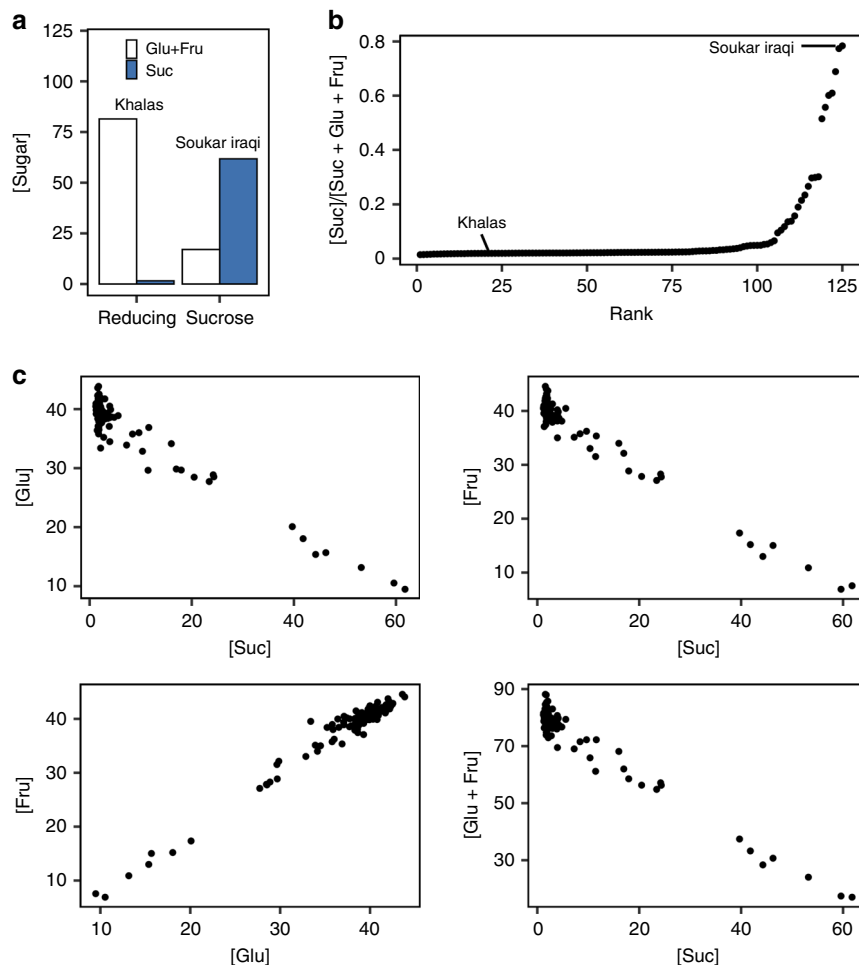 a
125
100
75
50
25
0
[Sugar]
Glu+Fru
Suc
Khalas
Soukar iraqi
Reducing
Sucrose
b
0.8
0.6
0.4
0.2
0
[Suc]/[Suc + Glu + Fru]
Soukar iraqi
Khalas
25
50
75
100
125
Rank
c
40
30
20
10
[Glu]
0
20
40
60
[Suc]
40
30
20
10
[Fru]
0
20
40
60
[Suc]
40
30
20
10
[Fru]
10
20
30
40
[Glu]
90
70
50
30
[Glu + Fru]
0
20
40
60
[Suc]